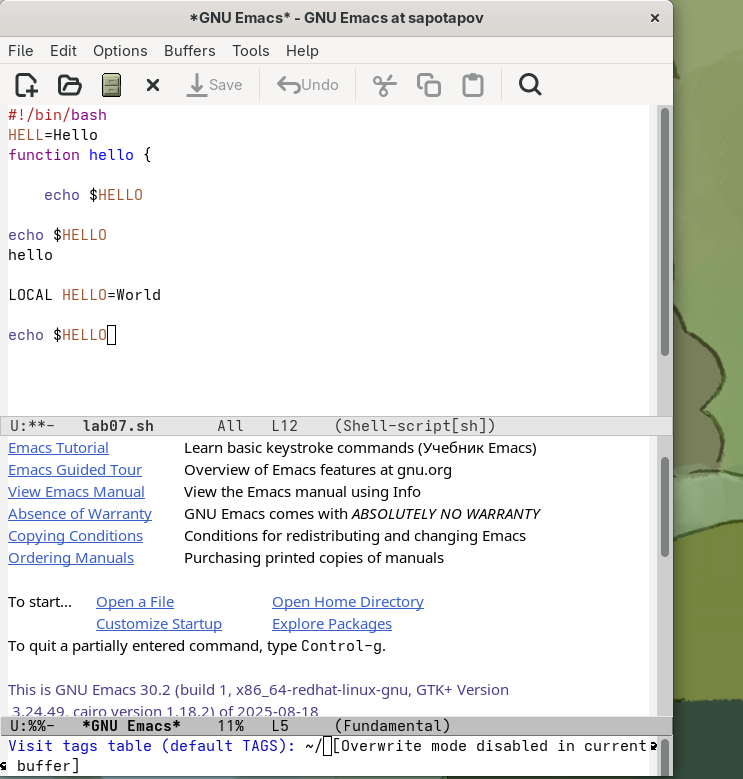 *GNU Emacs* - GNU Emacs at sapotapov
File Edit Options Buffers Tools Help
Save Undo
#!/bin/bash
HELL=Hello
function hello {
    echo $HELLO
echo $HELLO
hello
LOCAL HELLO=World
echo $HELLO
U:**- lab07.sh All L12 (Shell-script[sh])
Emacs Tutorial Learn basic keystroke commands (Учебник Emacs)
Emacs Guided Tour Overview of Emacs features at gnu.org
View Emacs Manual View the Emacs manual using Info
Absence of Warranty GNU Emacs comes with ABSOLUTELY NO WARRANTY
Copying Conditions Conditions for redistributing and changing Emacs
Ordering Manuals Purchasing printed copies of manuals
To start... Open a File Open Home Directory
Customize Startup Explore Packages
To quit a partially entered command, type Control-g.
This is GNU Emacs 30.2 (build 1, x86_64-redhat-linux-gnu, GTK+ Version
3.24.49, cairo version 1.18.2) of 2025-08-18
U:%%- *GNU Emacs* 11% L5 (Fundamental)
Visit tags table (default TAGS): ~/ [Overwrite mode disabled in current
buffer]